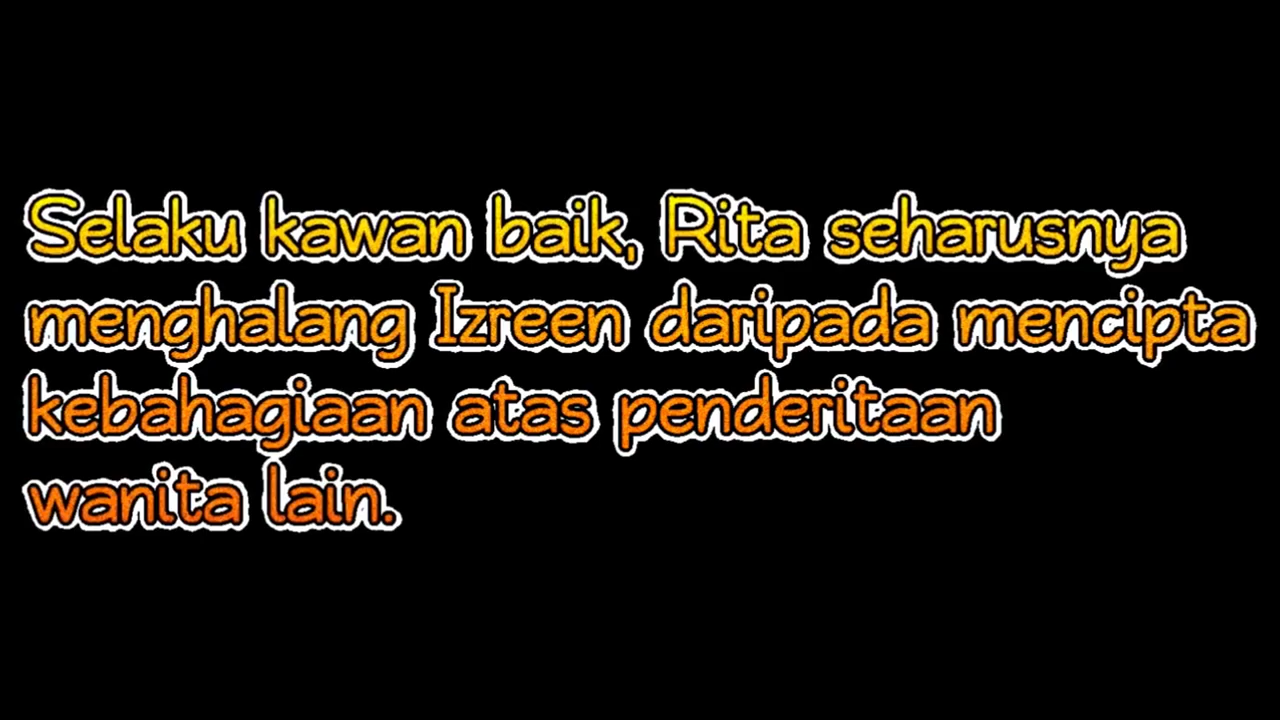 Selaku kawan baik, Rita seharusnya
menghalang Izreen daripada mencipta
kebahagiaan atas penderitaan
wanita lain.